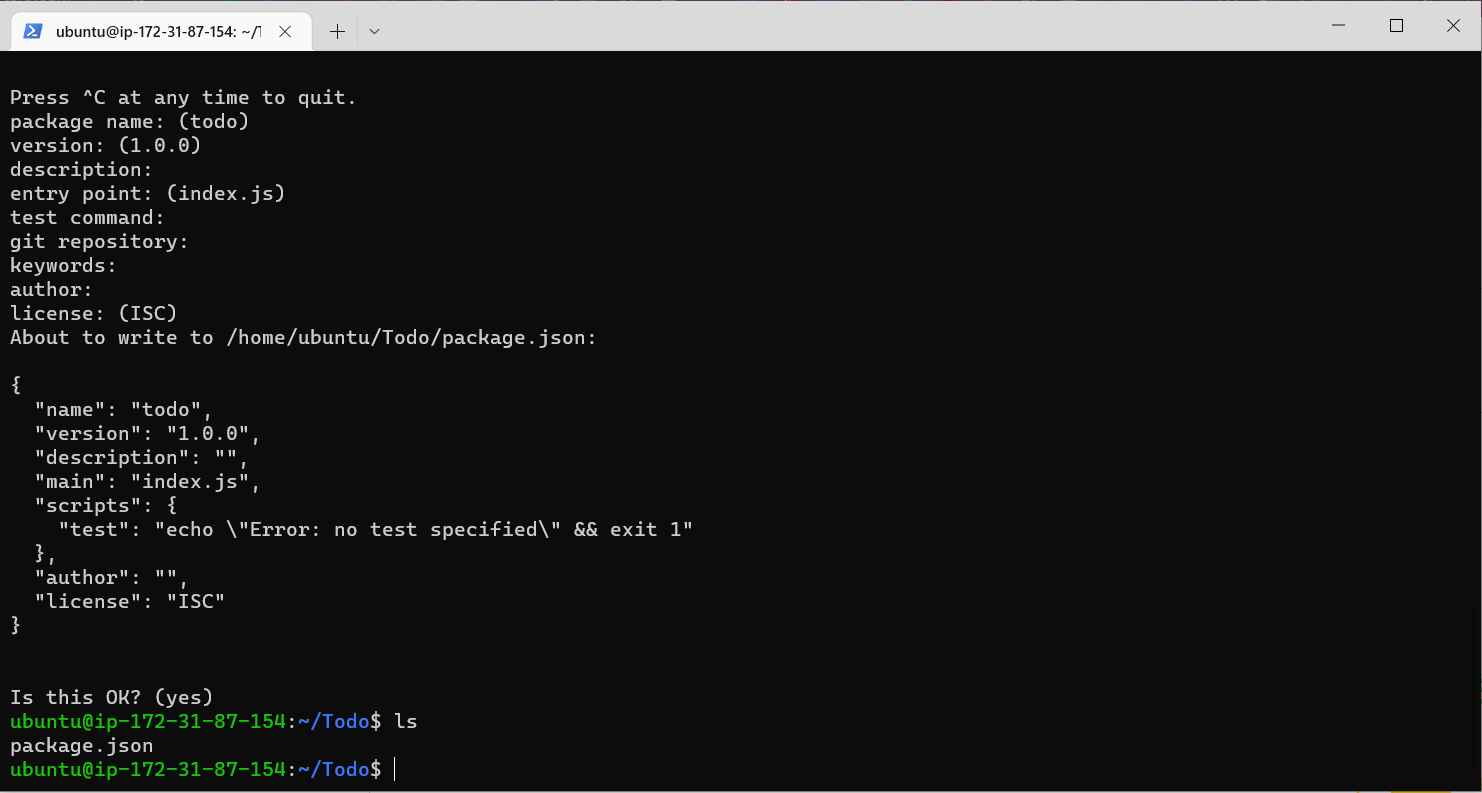 ubuntu@ip-172-31-87-154: ~/T
Press ^C at any time to quit.
package name: (todo)
version: (1.0.0)
description:
entry point: (index.js)
test command:
git repository:
keywords:
author:
license: (ISC)
About to write to /home/ubuntu/Todo/package.json:
{
  "name": "todo",
  "version": "1.0.0",
  "description": "",
  "main": "index.js",
  "scripts": {
    "test": "echo \"Error: no test specified\" && exit 1"
  },
  "author": "",
  "license": "ISC"
}
Is this OK? (yes)
ubuntu@ip-172-31-87-154:~/Todo$ ls
package.json
ubuntu@ip-172-31-87-154:~/Todo$